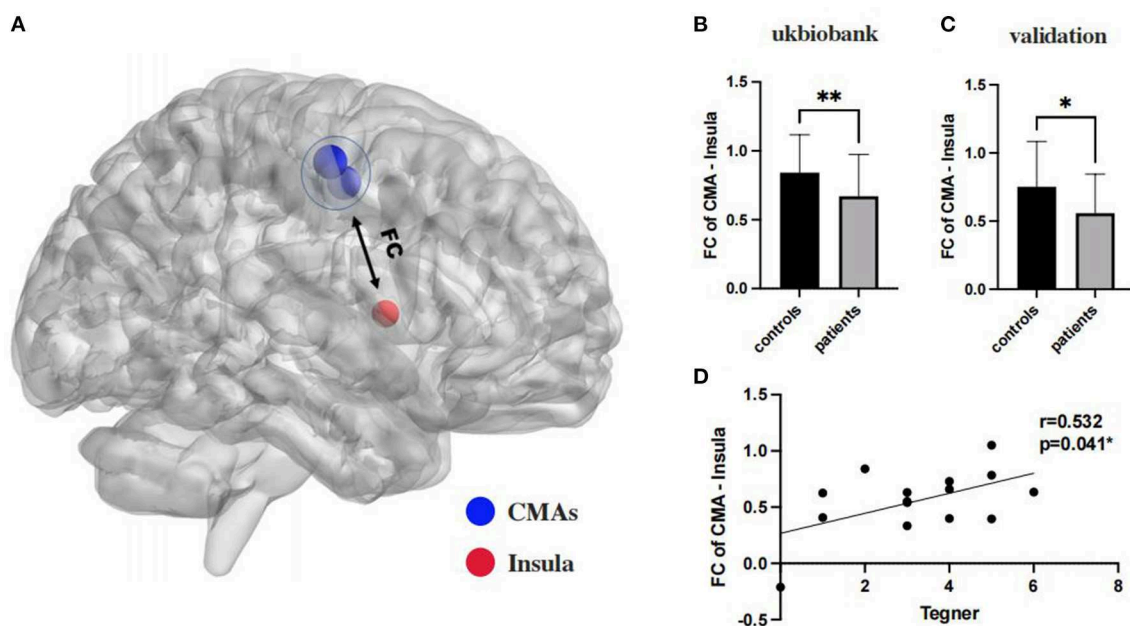 A
FC
CMAs
Insula
B
ukbiobank
FC of CMA - Insula
1.5
1.0
0.5
0.0
**
controls
patients
C
validation
FC of CMA - Insula
1.5
1.0
0.5
0.0
*
controls
patients
D
FC of CMA - Insula
1.5
1.0
0.5
0.0
-0.5
r=0.532
p=0.041*
2
4
6
8
Tegner